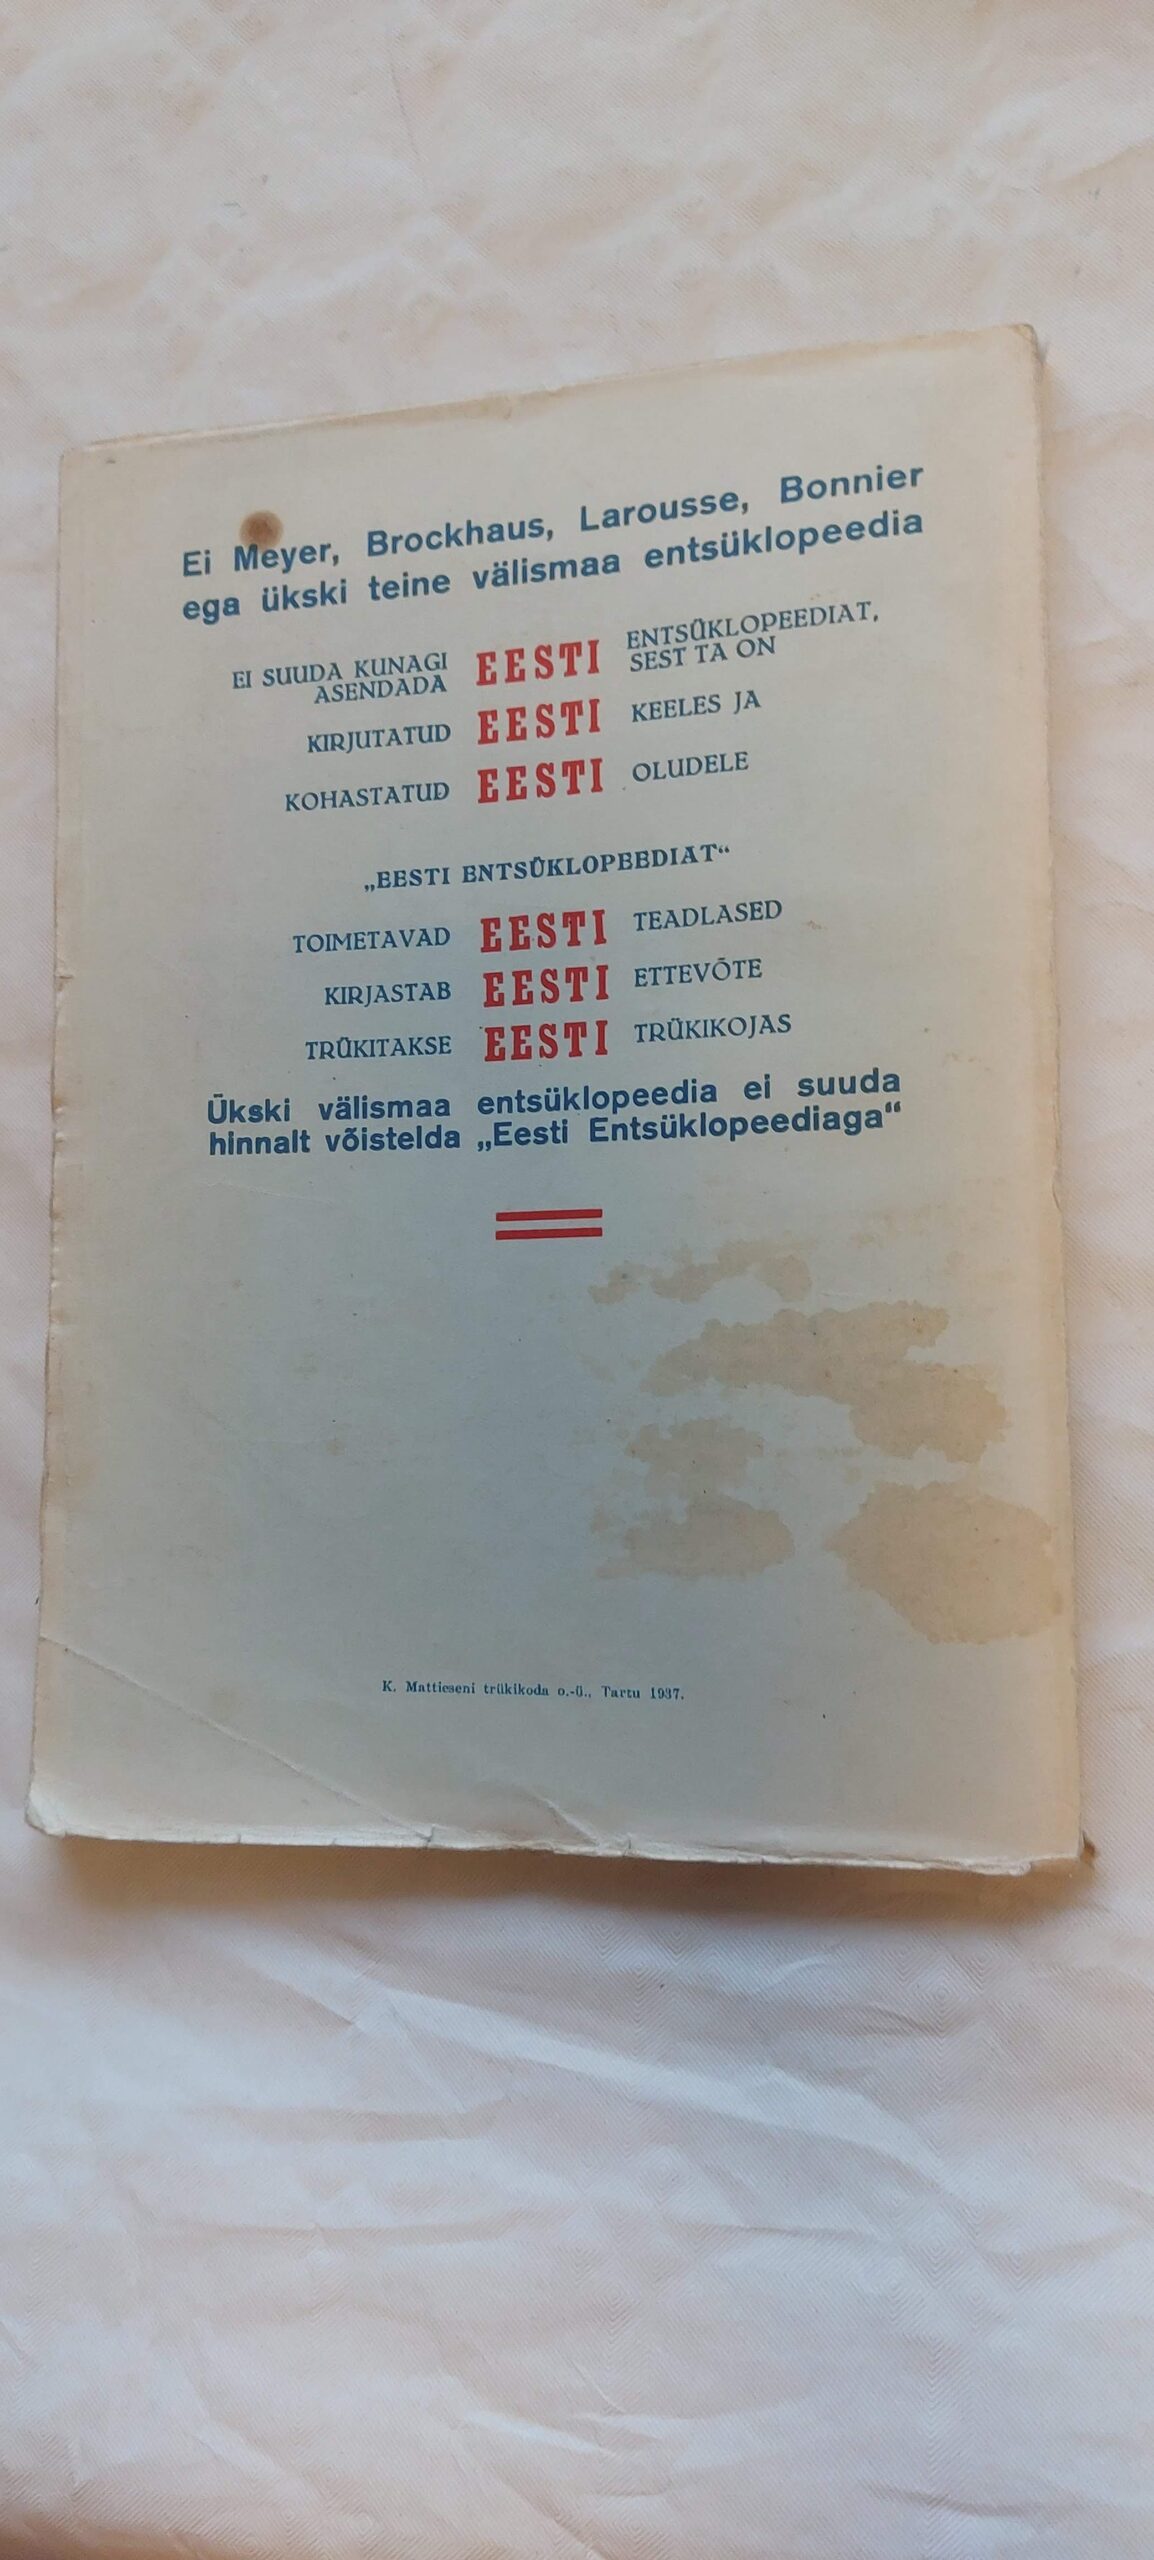 Ei Meyer, Brockhaus, Larousse, Bonnier
ega ükski teine välismaa entsüklopeedia
EI SUUDA KUNAGI ASENDADA EESTI ENTSÜKLOPEEDIAT, SEST TA ON
KIRJUTATUD EESTI KEELES JA
KOHASTATUD EESTI OLUDELE
„EESTI ENTSÜKLOPEEDIAT“
TOIMETAVAD EESTI TEADLASED
KIRJASTAB EESTI ETTEVÕTE
TRÜKITAKSE EESTI TRÜKIKOJAS
Ükski välismaa entsüklopeedia ei suuda
hinnalt võistelda „Eesti Entsüklopeediaga“
K. Mattieseni trükikoda o.-ü., Tartu 1937.